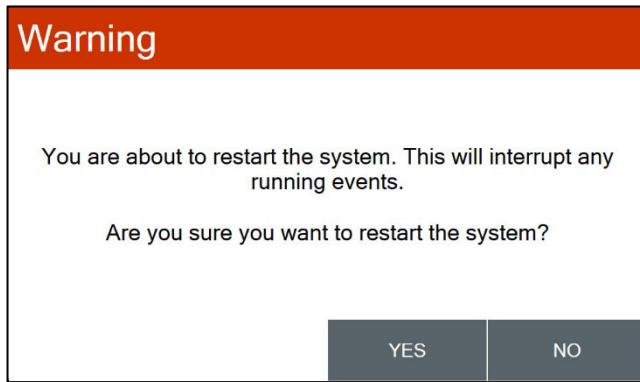 Warning
You are about to restart the system. This will interrupt any
running events.
Are you sure you want to restart the system?
YES
NO